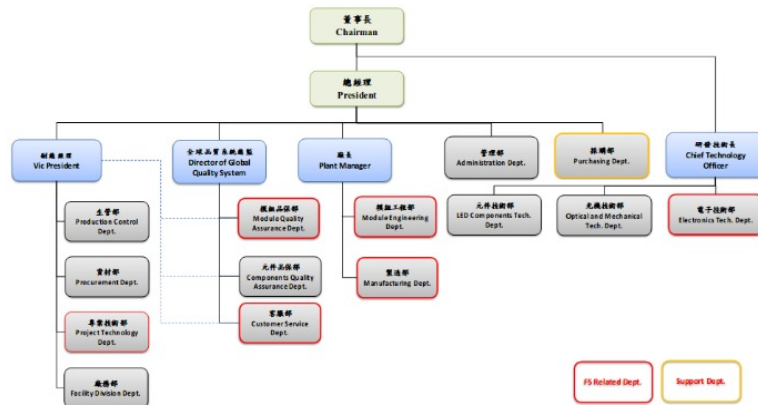 董事長
Chairman
總經理
President
副總經理
Vic President
全球品質系統總監
Director of Global
Quality System
廠長
Plant Manager
管理部
Administration Dept.
採購部
Purchasing Dept.
研發技術長
Chief Technology
Officer
生管部
Production Control
Dept.
模組品保部
Module Quality
Assurance Dept.
模組工程部
Module Engineering
Dept.
元件技術部
LED Components Tech.
Dept.
光機技術部
Optical and Mechanical
Tech. Dept.
電子技術部
Electronics Tech. Dept.
資材部
Procurement Dept.
元件品保部
Components Quality
Assurance Dept.
製造部
Manufacturing Dept.
專案技術部
Project Technology
Dept.
客服部
Customer Service
Dept.
廠務部
Facility Division Dept.
FS Related Dept.
Support Dept.